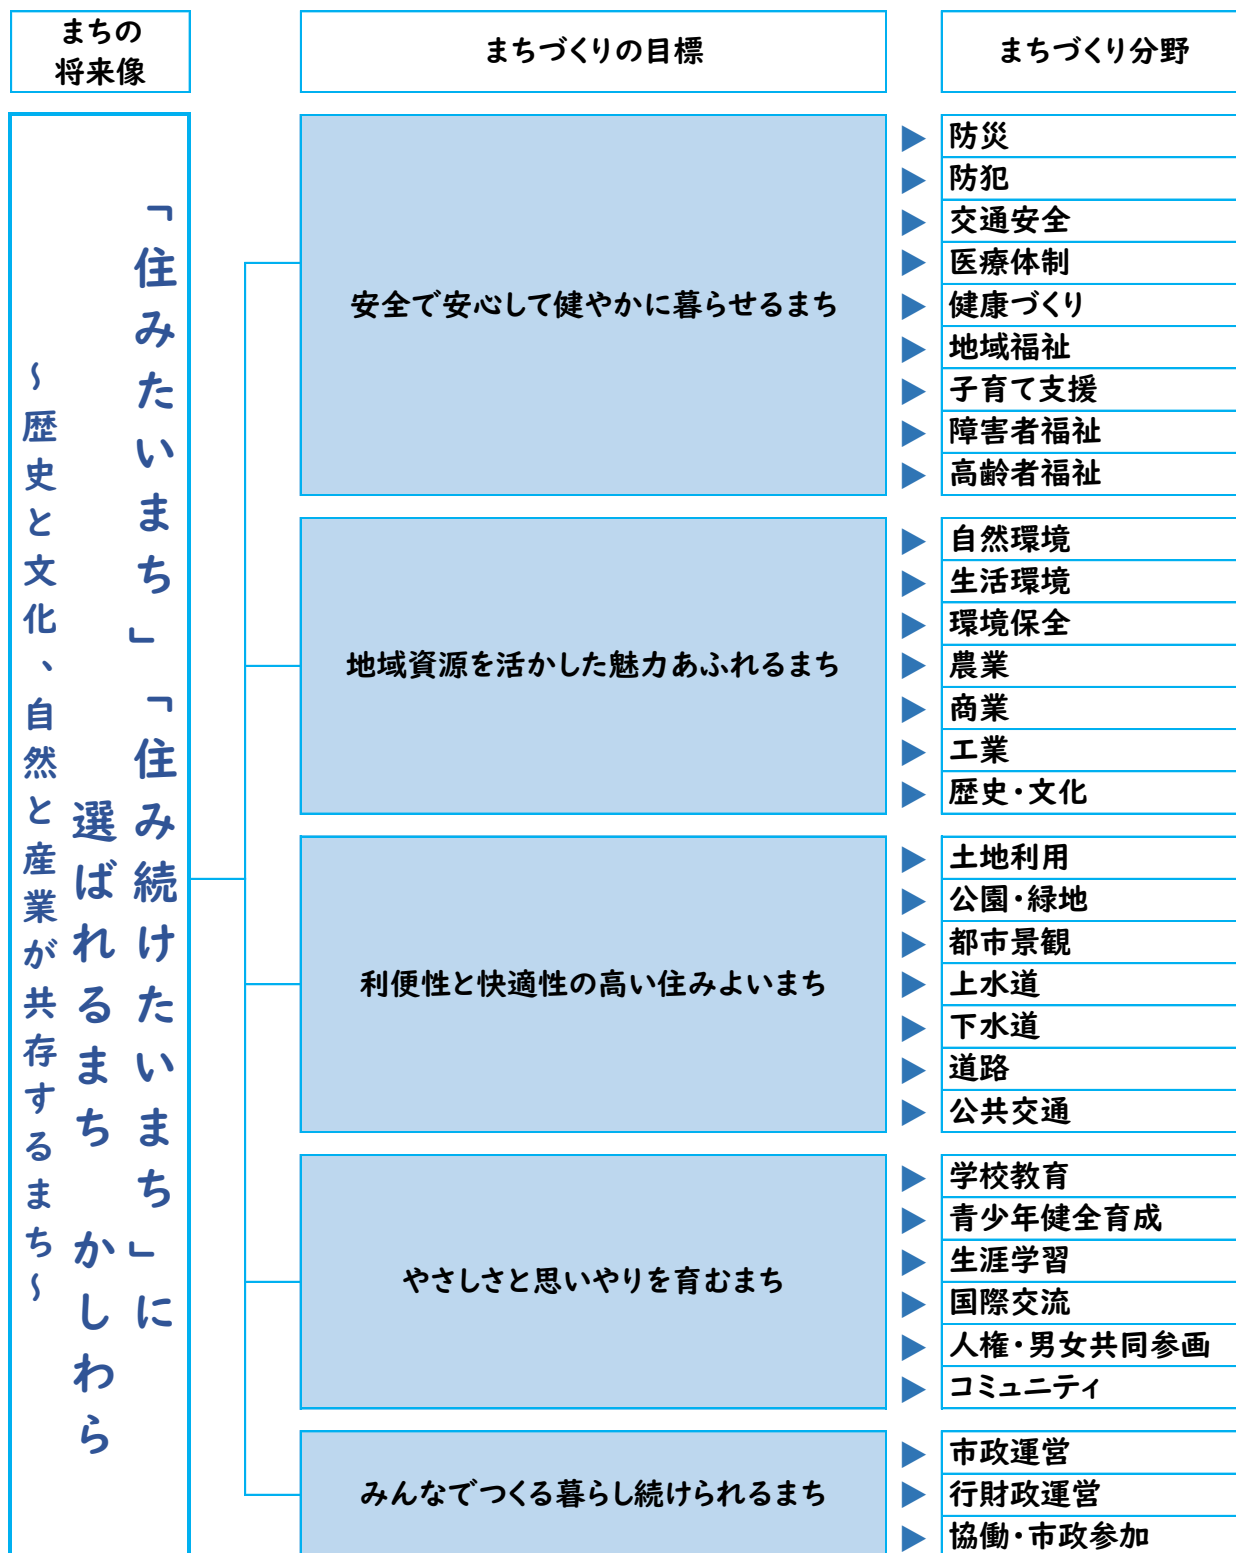 まちの
将来像
まちづくりの目標
まちづくり分野
「住みたいまち」「住み続けたいまち」に
選ばれるまち かしわら
~歴史と文化、自然と産業が共存するまち~
安全で安心して健やかに暮らせるまち
防災
防犯
交通安全
医療体制
健康づくり
地域福祉
子育て支援
障害者福祉
高齢者福祉
地域資源を活かした魅力あふれるまち
自然環境
生活環境
環境保全
農業
商業
工業
歴史・文化
利便性と快適性の高い住みよいまち
土地利用
公園・緑地
都市景観
上水道
下水道
道路
公共交通
やさしさと思いやりを育むまち
学校教育
青少年健全育成
生涯学習
国際交流
人権・男女共同参画
コミュニティ
みんなでつくる暮らし続けられるまち
市政運営
行財政運営
協働・市政参加